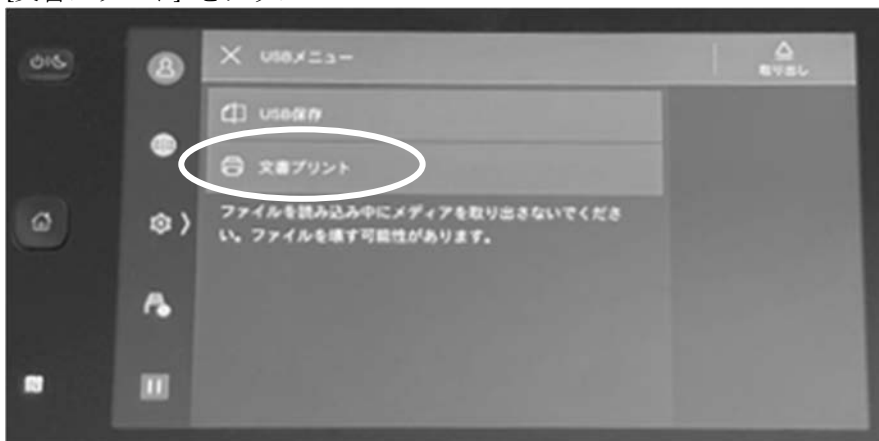 USBメニュー
取り出し
USB保存
文書プリント
ファイルを読み込み中にメディアを取り出さないでくださ
い。ファイルを壊す可能性があります。